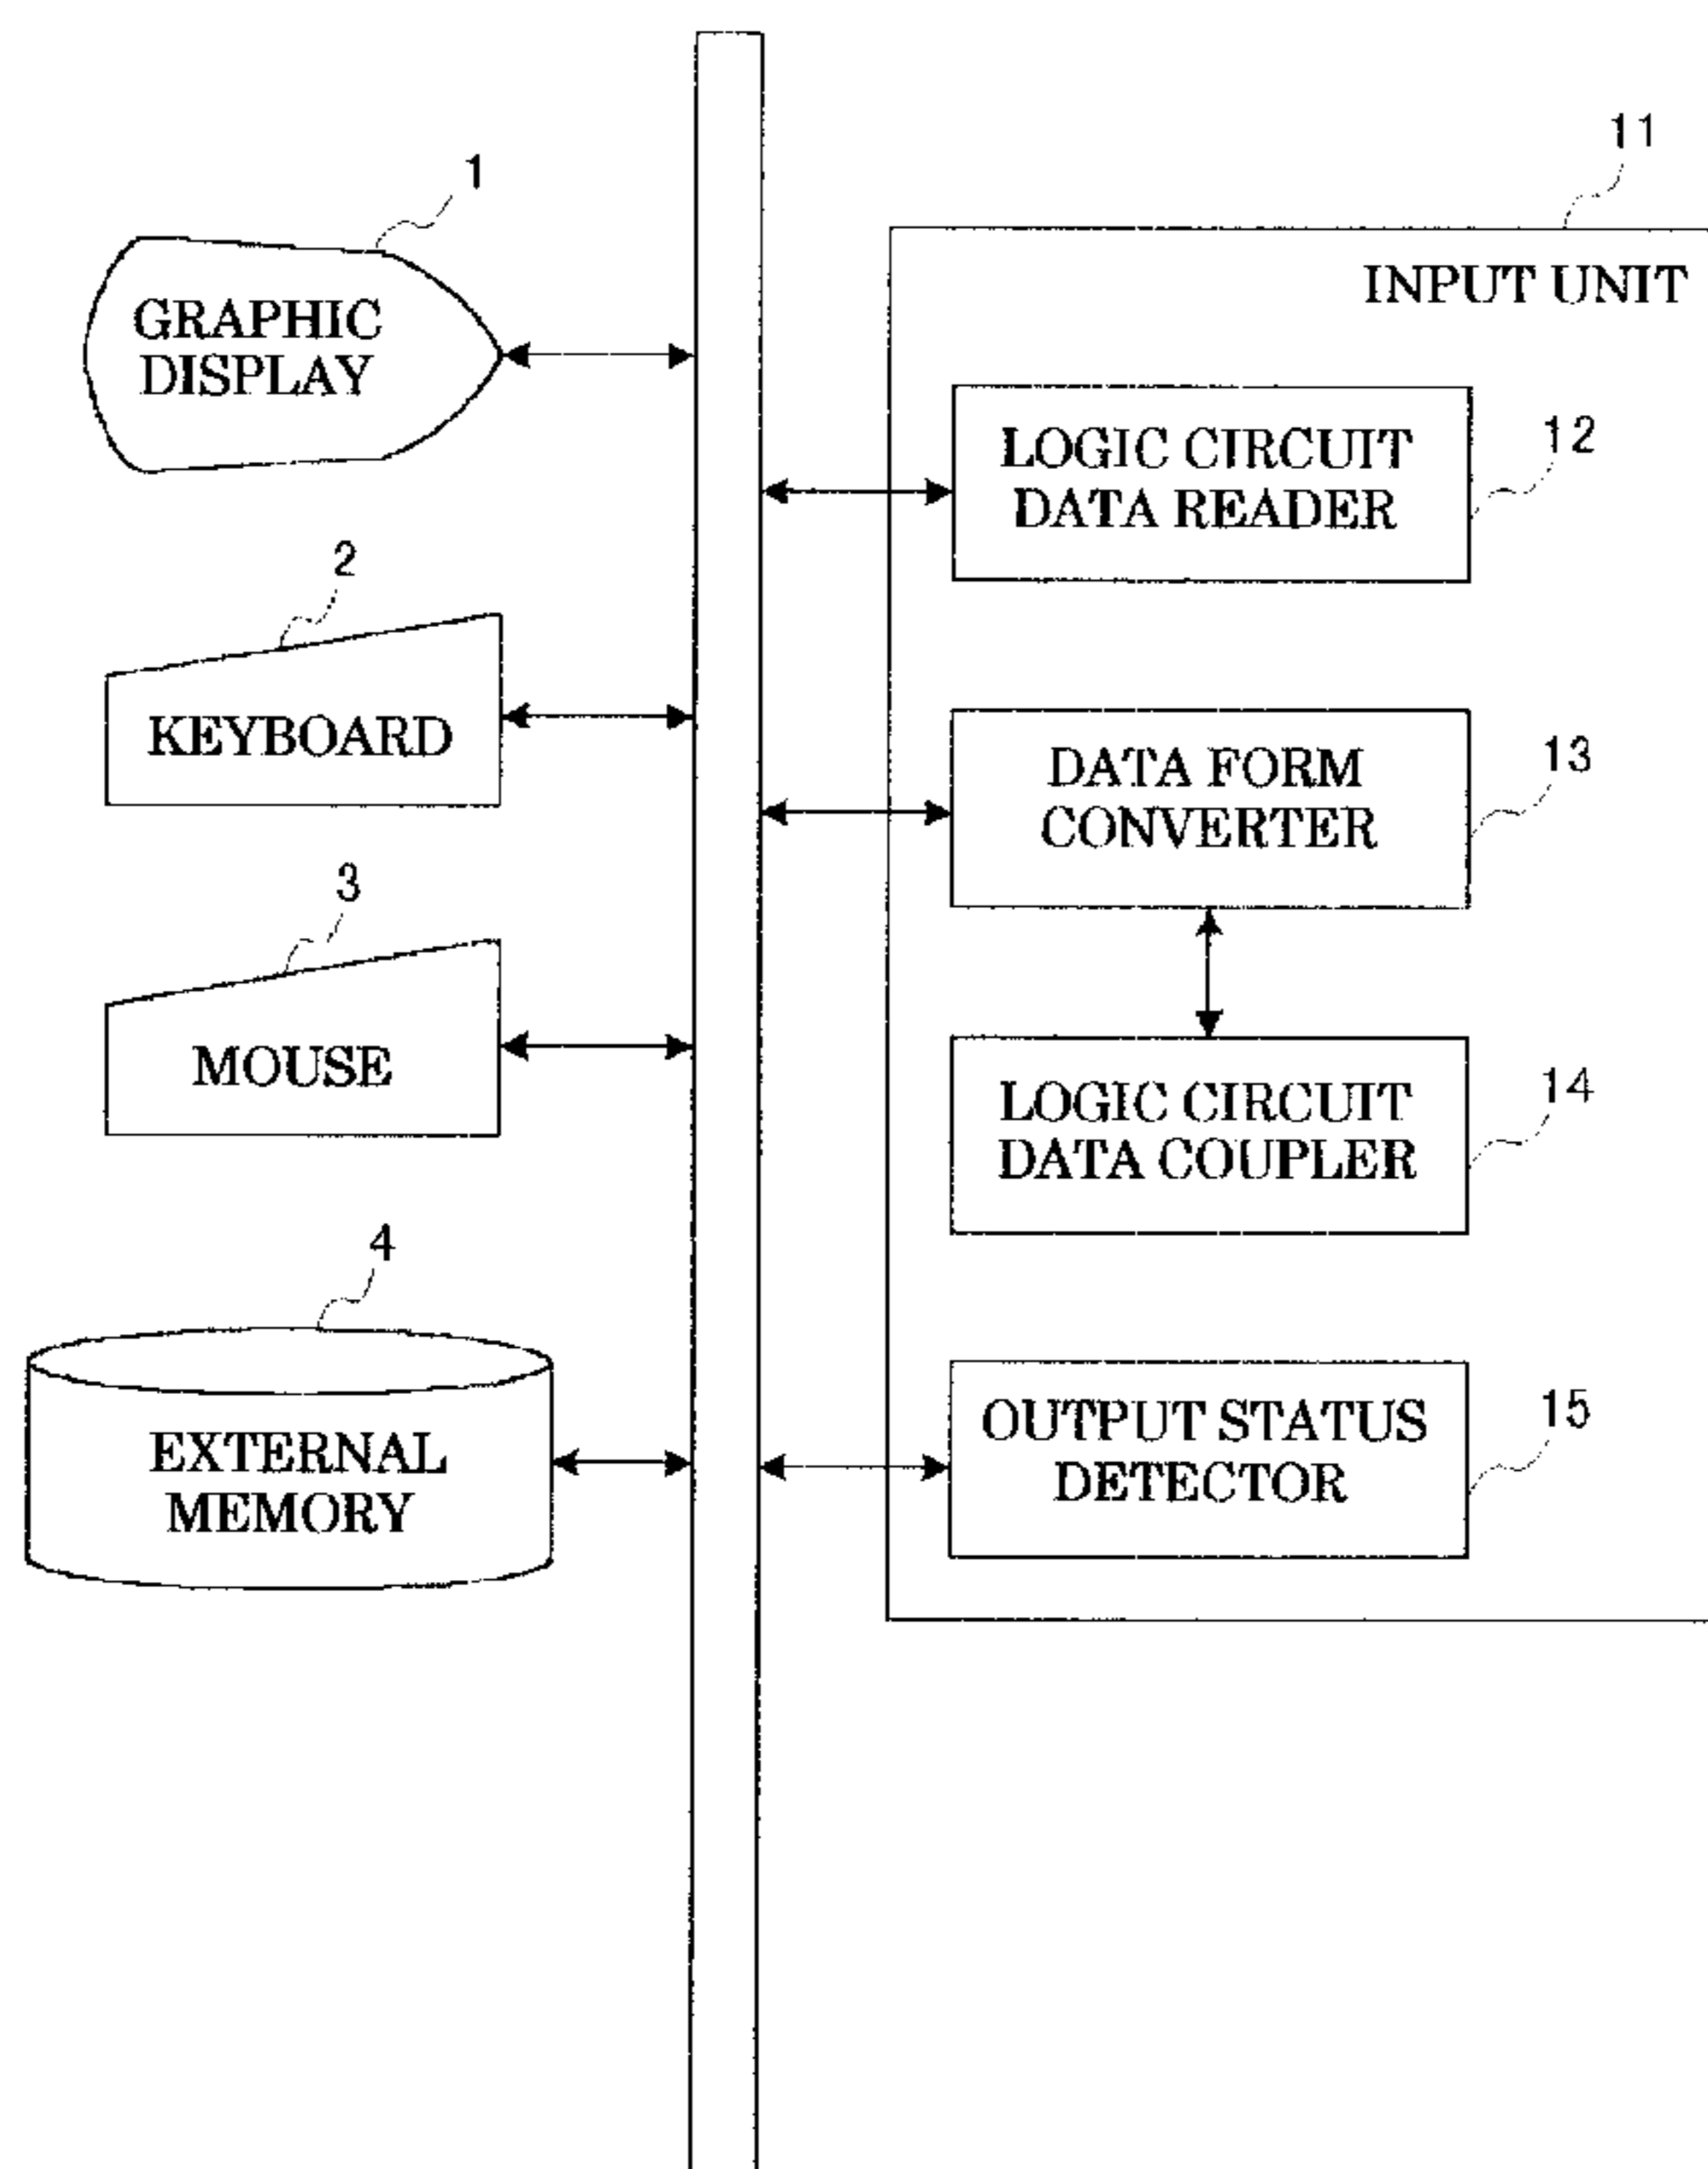 1
GRAPHIC
DISPLAY
2
KEYBOARD
3
MOUSE
4
EXTERNAL
MEMORY
11
INPUT UNIT
LOGIC CIRCUIT
DATA READER
12
DATA FORM
CONVERTER
13
LOGIC CIRCUIT
DATA COUPLER
14
OUTPUT STATUS
DETECTOR
15